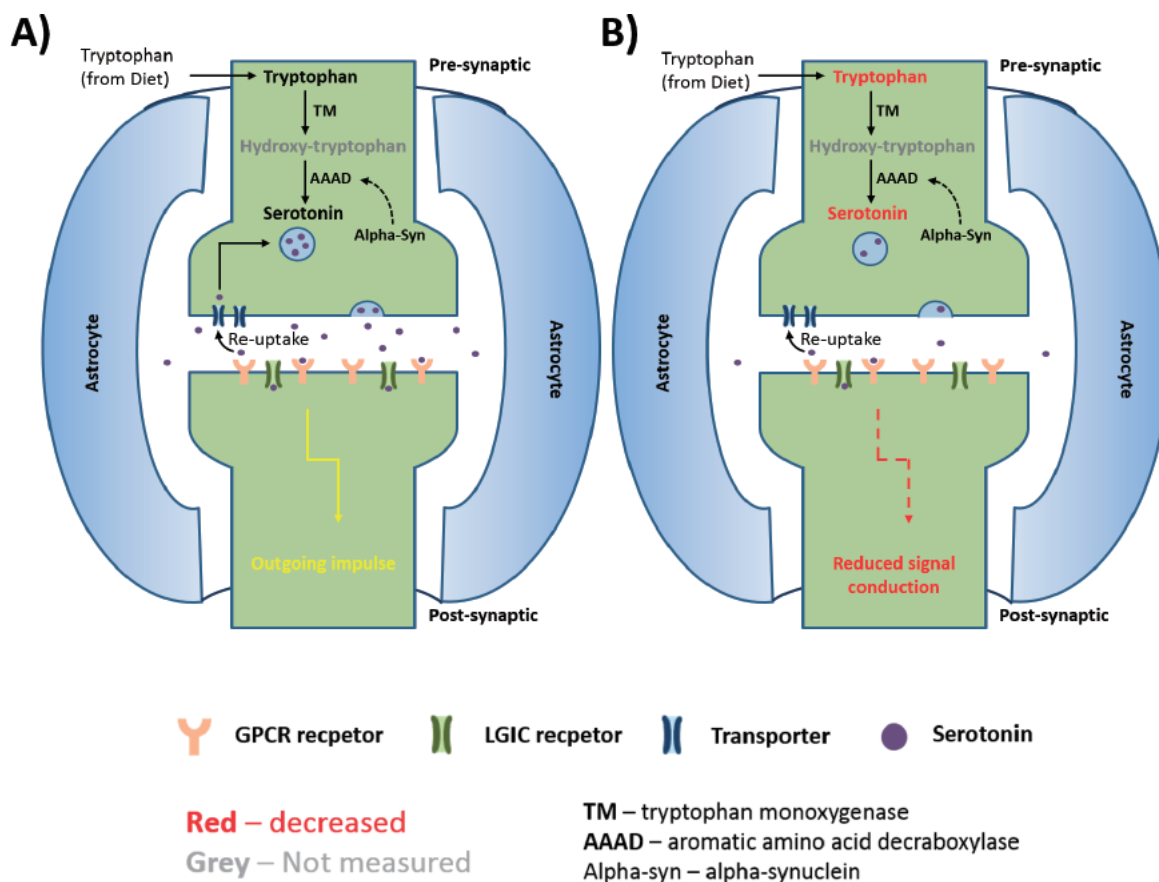 A)
Tryptophan
(from Diet)
Tryptophan
Pre-synaptic
TM
Hydroxy-tryptophan
AAAD
Serotonin
Alpha-Syn
Re-uptake
Astrocyte
Astrocyte
Outgoing impulse
Post-synaptic
B)
Tryptophan
(from Diet)
Tryptophan
Pre-synaptic
TM
Hydroxy-tryptophan
AAAD
Serotonin
Alpha-Syn
Re-uptake
Astrocyte
Astrocyte
Reduced signal
conduction
Post-synaptic
GPCR recpetor
LGIC recpetor
Transporter
Serotonin
Red – decreased
Grey – Not measured
TM – tryptophan monoxygenase
AAAD – aromatic amino acid decraboxylase
Alpha-syn – alpha-synuclein